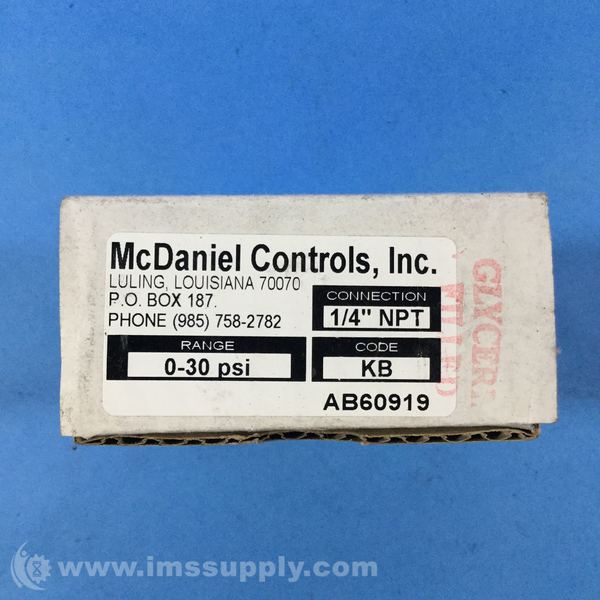 McDaniel Controls, Inc.
LULING, LOUISIANA 70070
P.O. BOX 187.
PHONE (985) 758-2782
CONNECTION
1/4" NPT
RANGE
0-30 psi
CODE
KB
AB60919
FILLED
www.imssupply.com